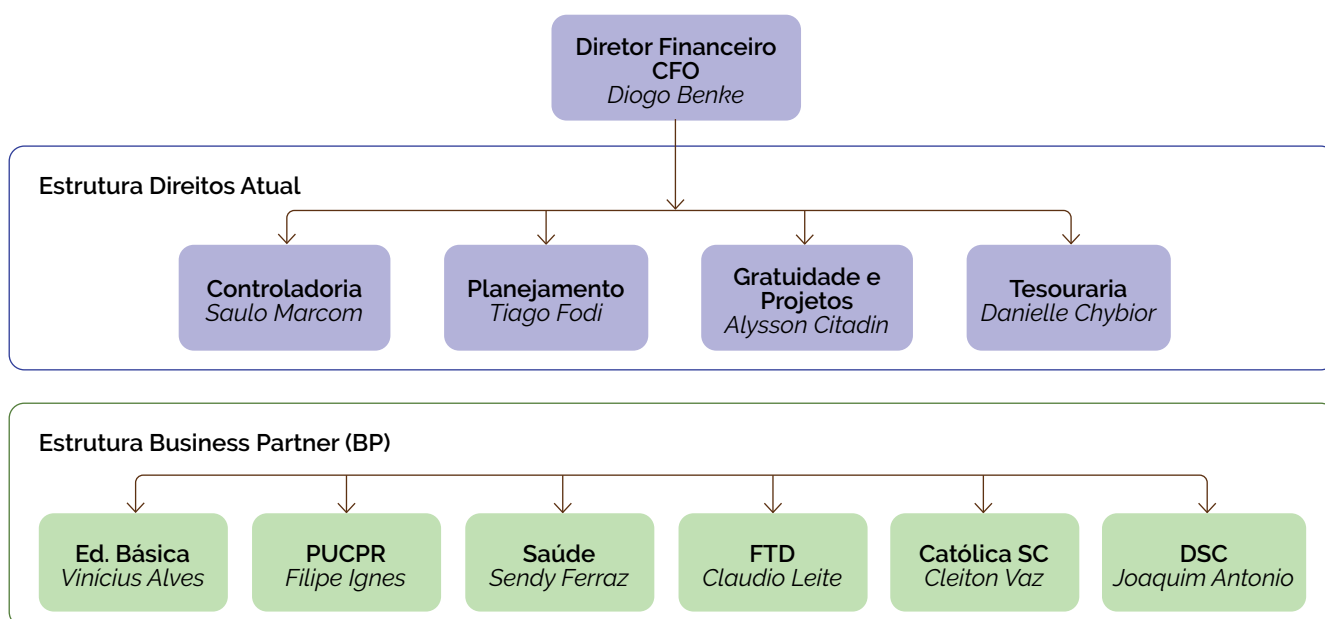 Diretor Financeiro
CFO
Diogo Benke
Estrutura Direitos Atual
Controladoria
Saulo Marcom
Planejamento
Tiago Fodi
Gratuidade e
Projetos
Alysson Citadin
Tesouraria
Danielle Chybior
Estrutura Business Partner (BP)
Ed. Básica
Vinícius Alves
PUCPR
Filipe Ignes
Saúde
Sendy Ferraz
FTD
Claudio Leite
Católica SC
Cleiton Vaz
DSC
Joaquim Antonio